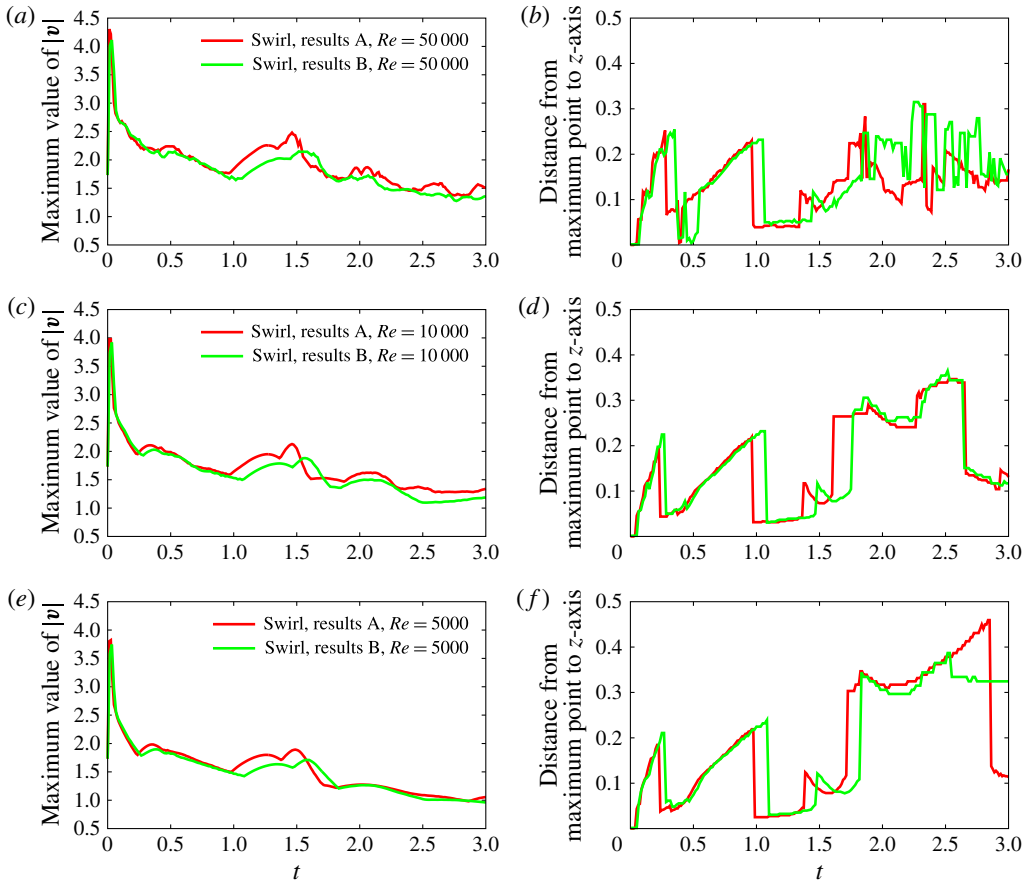 (a)
Maximum value of |v|
4.5
4.0
3.5
3.0
2.5
2.0
1.5
1.0
0.5
Swirl, results A, Re = 50 000
Swirl, results B, Re = 50 000
0 0.5 1.0 1.5 2.0 2.5 3.0
(b)
Distance from
maximum point to z-axis
0.5
0.4
0.3
0.2
0.1
0 0.5 1.0 1.5 2.0 2.5 3.0
(c)
Maximum value of |v|
4.5
4.0
3.5
3.0
2.5
2.0
1.5
1.0
0.5
Swirl, results A, Re = 10 000
Swirl, results B, Re = 10 000
0 0.5 1.0 1.5 2.0 2.5 3.0
(d)
Distance from
maximum point to z-axis
0.5
0.4
0.3
0.2
0.1
0 0.5 1.0 1.5 2.0 2.5 3.0
(e)
Maximum value of |v|
4.5
4.0
3.5
3.0
2.5
2.0
1.5
1.0
0.5
Swirl, results A, Re = 5000
Swirl, results B, Re = 5000
0 0.5 1.0 1.5 2.0 2.5 3.0
t
(f)
Distance from
maximum point to z-axis
0.5
0.4
0.3
0.2
0.1
0 0.5 1.0 1.5 2.0 2.5 3.0
t